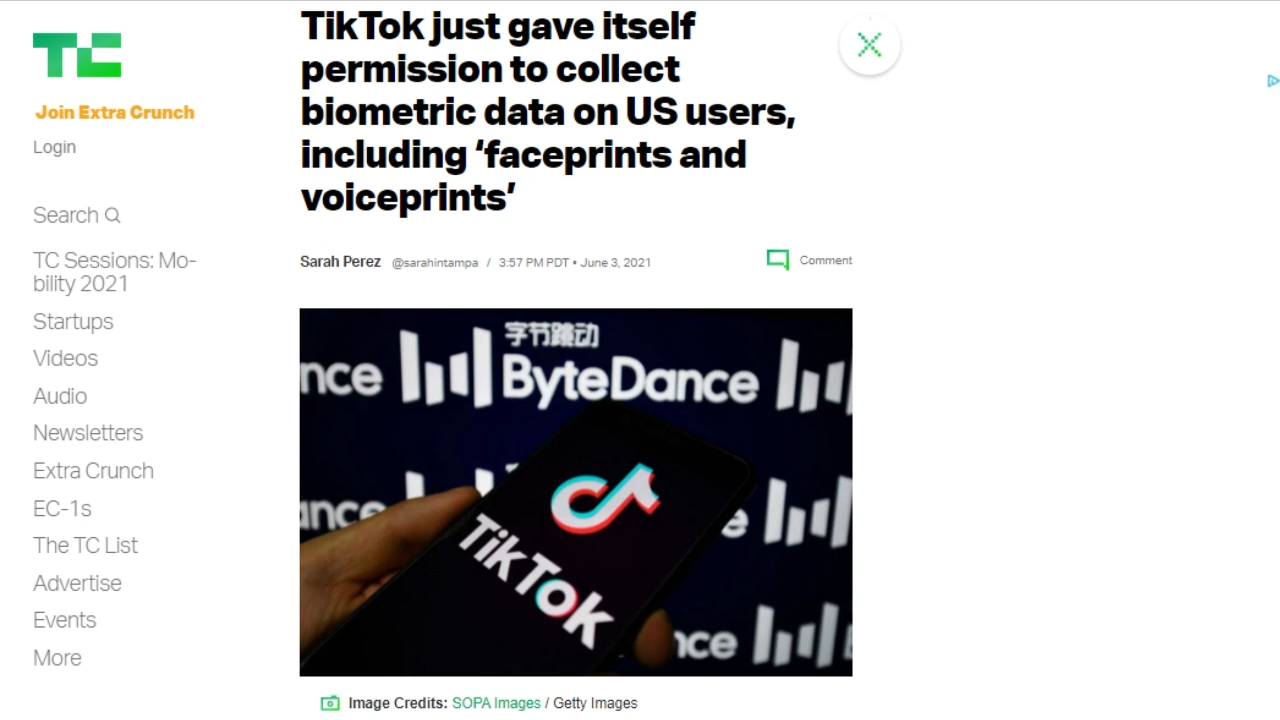 TC
Join Extra Crunch
Login
Search
TC Sessions: Mo-
bility 2021
Startups
Videos
Audio
Newsletters
Extra Crunch
EC-1s
The TC List
Advertise
Events
More
TikTok just gave itself
permission to collect
biometric data on US users,
including ‘faceprints and
voiceprints’
Sarah Perez @sarahintampa / 3:57 PM PDT • June 3, 2021
Comment
字节跳动
nce ByteDance
ance e
TikTok
nce
Image Credits: SOPA Images / Getty Images